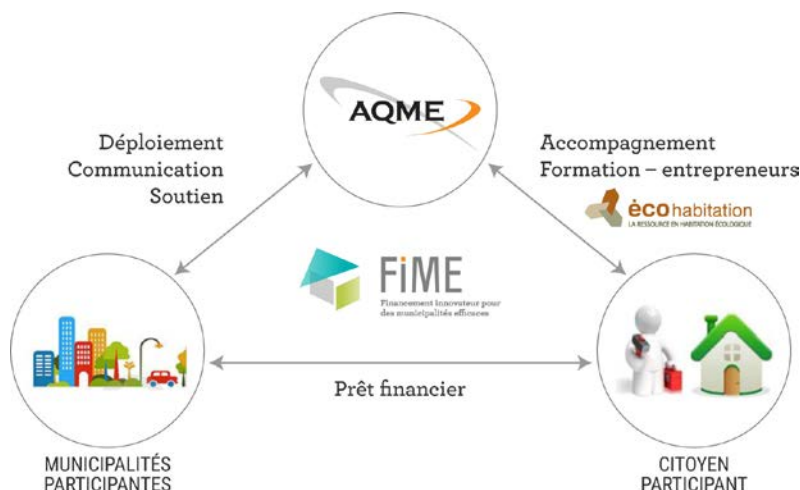 AQME
Déploiement
Communication
Soutien
Accompagnement
Formation – entrepreneurs
écohabitation
LA RESSOURCE EN HABITATION ÉCOLOGIQUE
FiME
Financement innovateur pour
des municipalités efficaces
Prêt financier
MUNICIPALITÉS
PARTICIPANTES
CITOYEN
PARTICIPANT